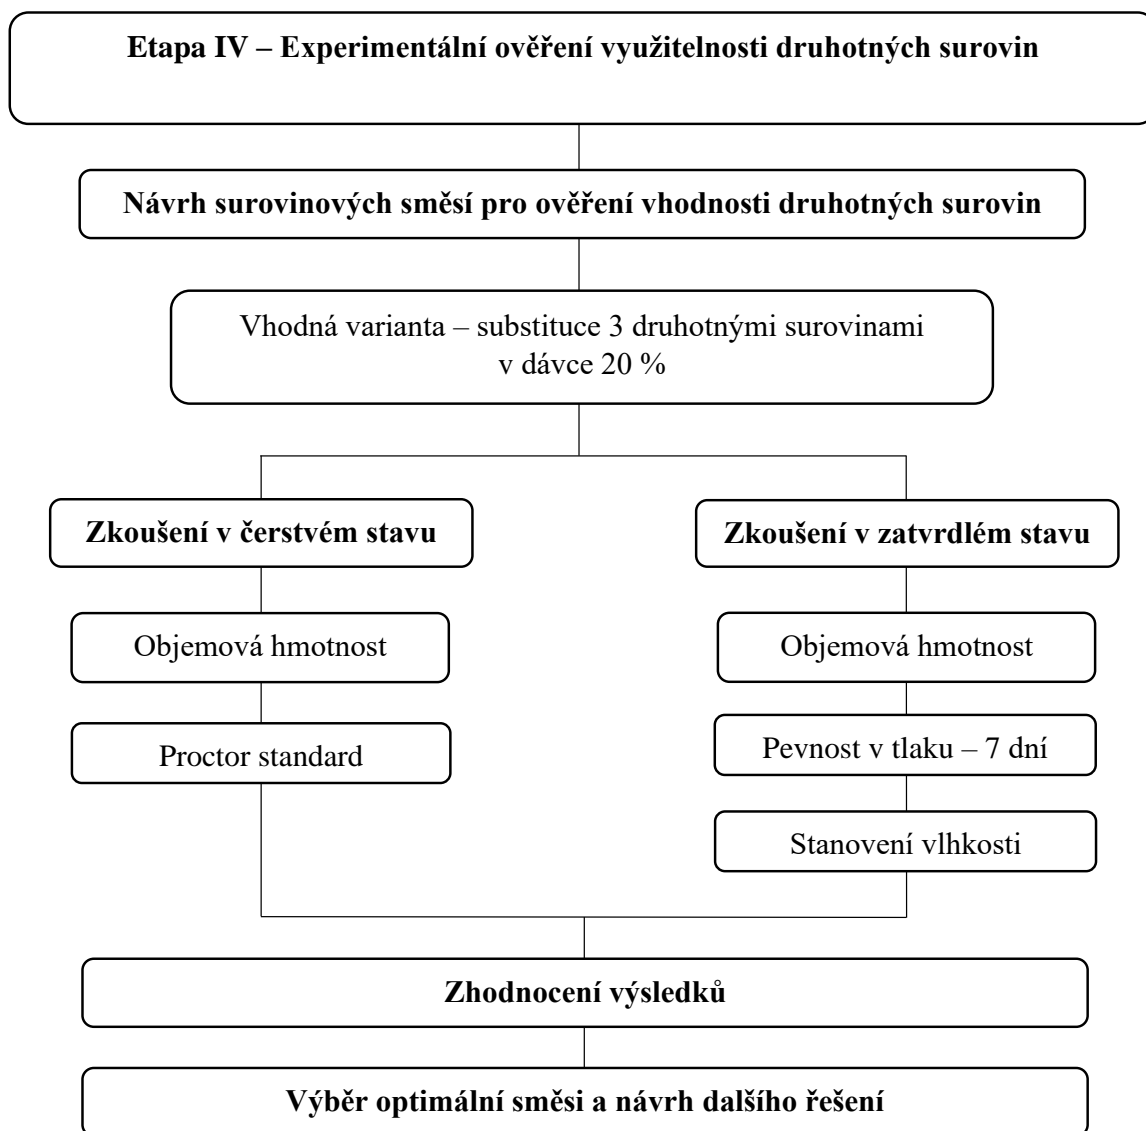 Etapa IV – Experimentální ověření využitelnosti druhotných surovin
Návrh surovinových směsí pro ověření vhodnosti druhotných surovin
Vhodná varianta – substituce 3 druhotnými surovinami
v dávce 20 %
Zkoušení v čerstvém stavu
Objemová hmotnost
Proctor standard
Zkoušení v zatvrdlém stavu
Objemová hmotnost
Pevnost v tlaku – 7 dní
Stanovení vlhkosti
Zhodnocení výsledků
Výběr optimální směsi a návrh dalšího řešení